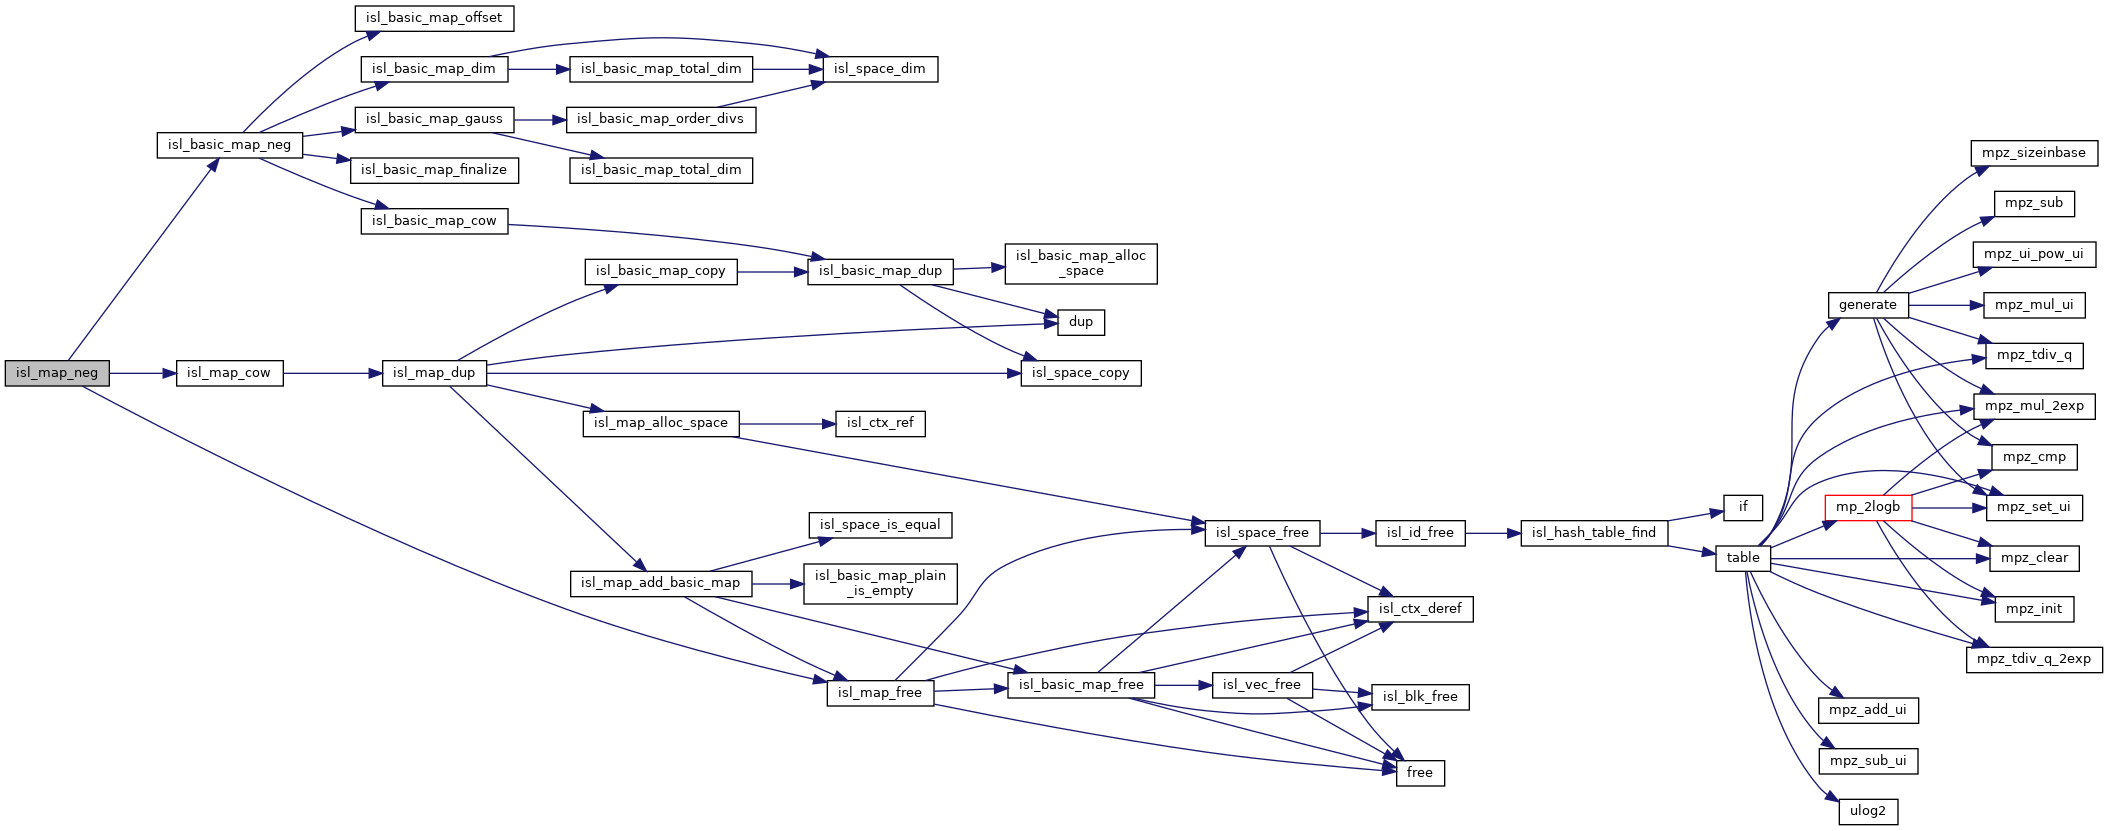 isl_map_neg
isl_basic_map_neg
isl_map_cow
isl_basic_map_offset
isl_basic_map_dim
isl_basic_map_gauss
isl_basic_map_finalize
isl_basic_map_cow
isl_map_dup
isl_basic_map_total_dim
isl_basic_map_order_divs
isl_basic_map_total_dim
isl_basic_map_copy
isl_map_alloc_space
isl_map_add_basic_map
isl_space_dim
isl_basic_map_dup
isl_ctx_ref
isl_space_is_equal
isl_basic_map_plain
_is_empty
isl_map_free
isl_basic_map_alloc
_space
dup
isl_space_copy
isl_basic_map_free
isl_space_free
isl_vec_free
isl_id_free
isl_ctx_deref
isl_blk_free
free
isl_hash_table_find
if
table
generate
mp_2logb
mpz_add_ui
mpz_sub_ui
ulog2
mpz_sizeinbase
mpz_sub
mpz_ui_pow_ui
mpz_mul_ui
mpz_tdiv_q
mpz_mul_2exp
mpz_cmp
mpz_set_ui
mpz_clear
mpz_init
mpz_tdiv_q_2exp